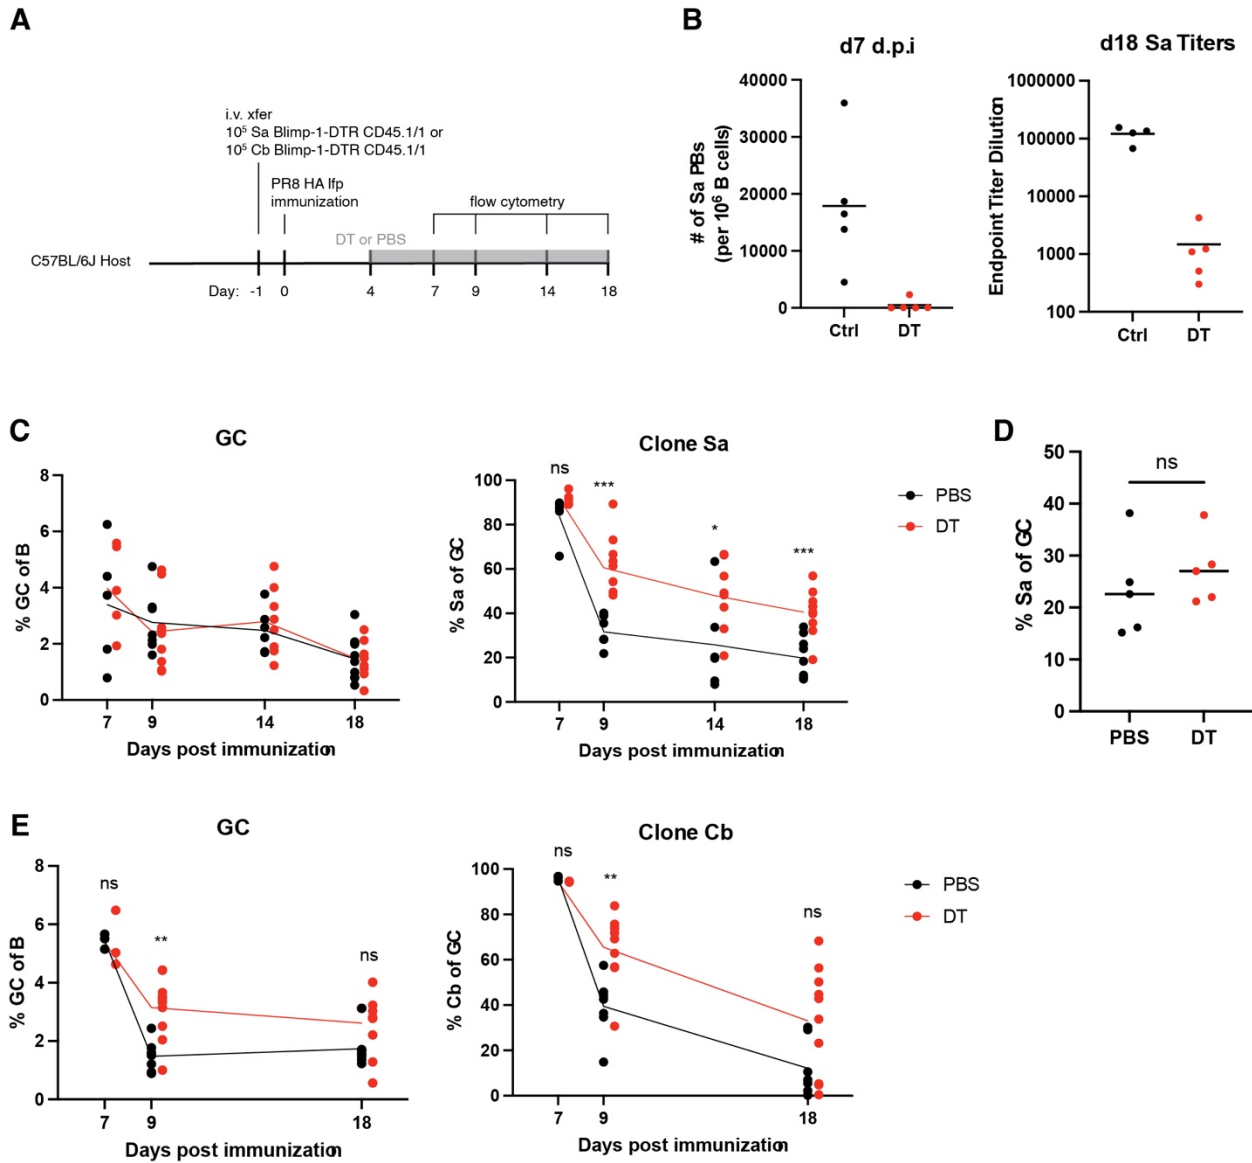 A
i.v. xfer
10⁵ Sa Blimp-1-DTR CD45.1/1 or
10⁵ Cb Blimp-1-DTR CD45.1/1
PR8 HA Ifp
immunization
flow cytometry
DT or PBS
C57BL/6J Host
Day: -1 0 4 7 9 14 18
B
d7 d.p.i
# of Sa PBs
(per 10⁶ B cells)
40000
30000
20000
10000
0
Ctrl DT
d18 Sa Titers
Endpoint Titer Dilution
1000000
100000
10000
1000
100
Ctrl DT
C
GC
% GC of B
8
6
4
2
0
7 9 14 18
Days post immunization
Clone Sa
% Sa of GC
100
80
60
40
20
0
ns
***
*
***
7 9 14 18
Days post immunization
PBS
DT
D
% Sa of GC
50
40
30
20
10
0
ns
PBS DT
E
GC
% GC of B
8
6
4
2
0
ns
**
ns
7 9 18
Days post immunization
Clone Cb
% Cb of GC
100
80
60
40
20
0
ns
**
ns
7 9 18
Days post immunization
PBS
DT